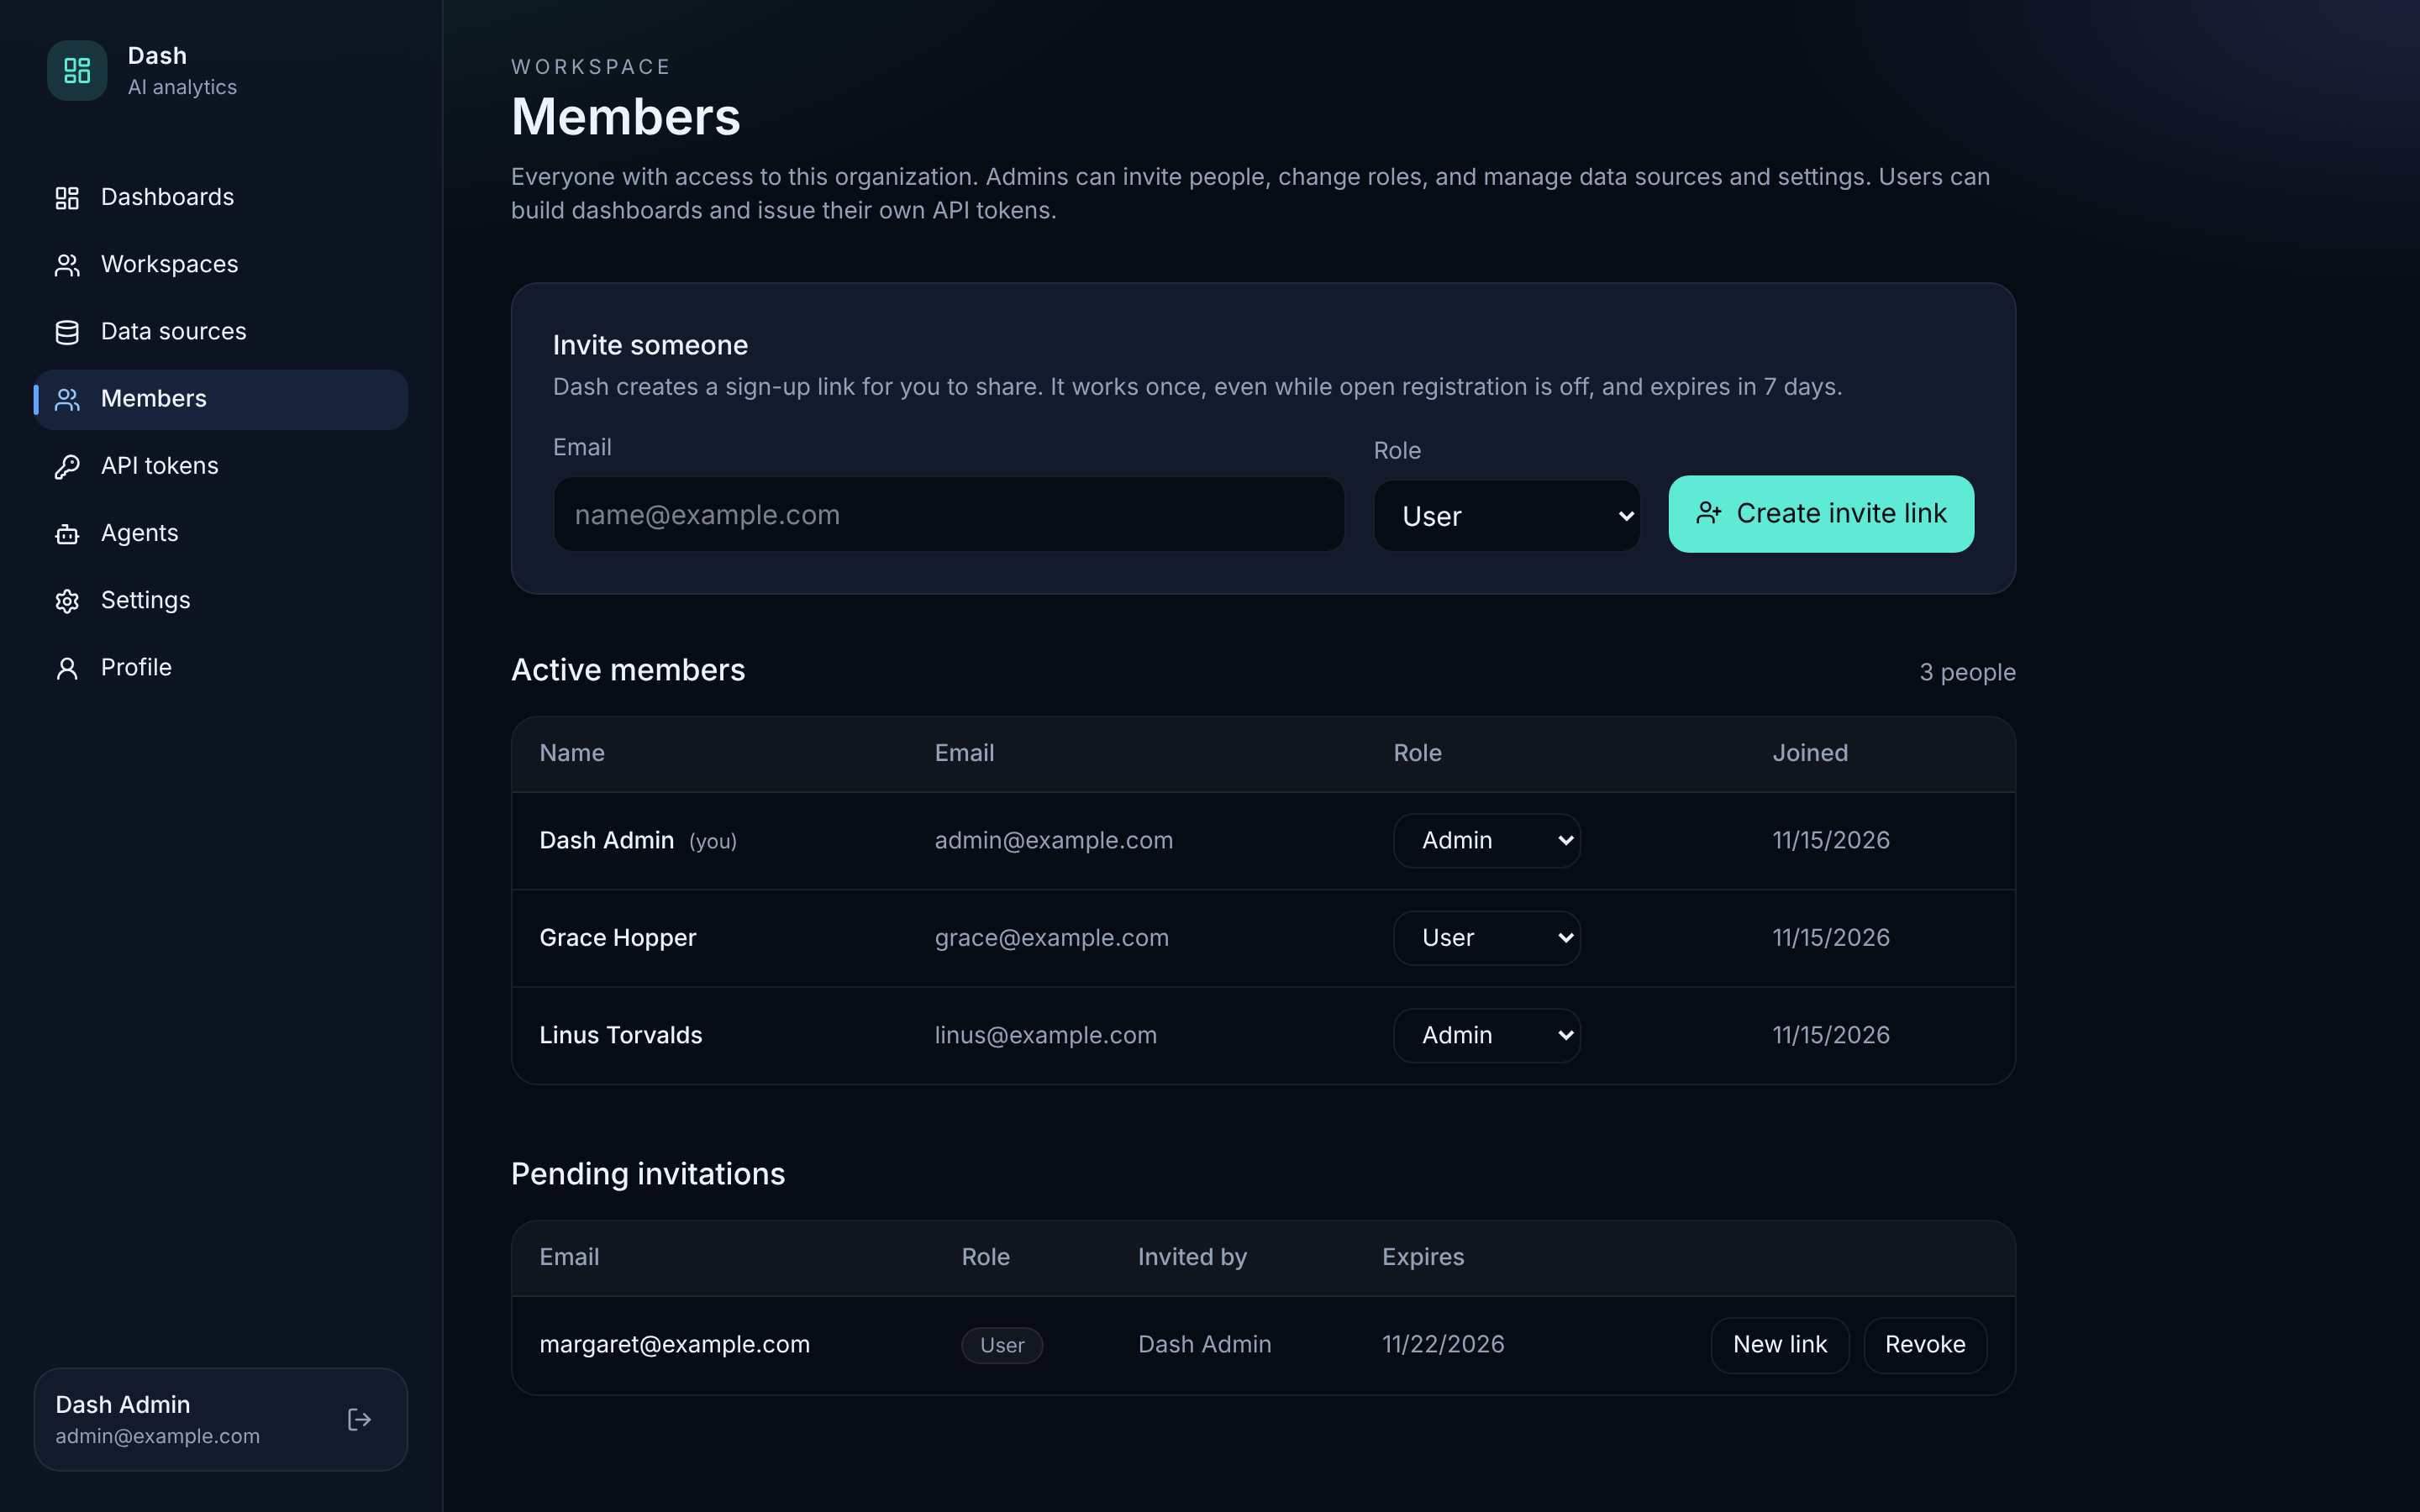 Dash
AI analytics
Dashboards
Workspaces
Data sources
Members
API tokens
Agents
Settings
Profile
Dash Admin
admin@example.com
WORKSPACE
Members
Everyone with access to this organization. Admins can invite people, change roles, and manage data sources and settings. Users can
build dashboards and issue their own API tokens.
Invite someone
Dash creates a sign-up link for you to share. It works once, even while open registration is off, and expires in 7 days.
Email
Role
name@example.com
User
Create invite link
Active members
3 people
Name Email Role Joined
Dash Admin (you) admin@example.com Admin 11/15/2026
Grace Hopper grace@example.com User 11/15/2026
Linus Torvalds linus@example.com Admin 11/15/2026
Pending invitations
Email Role Invited by Expires
margaret@example.com User Dash Admin 11/22/2026 New link Revoke